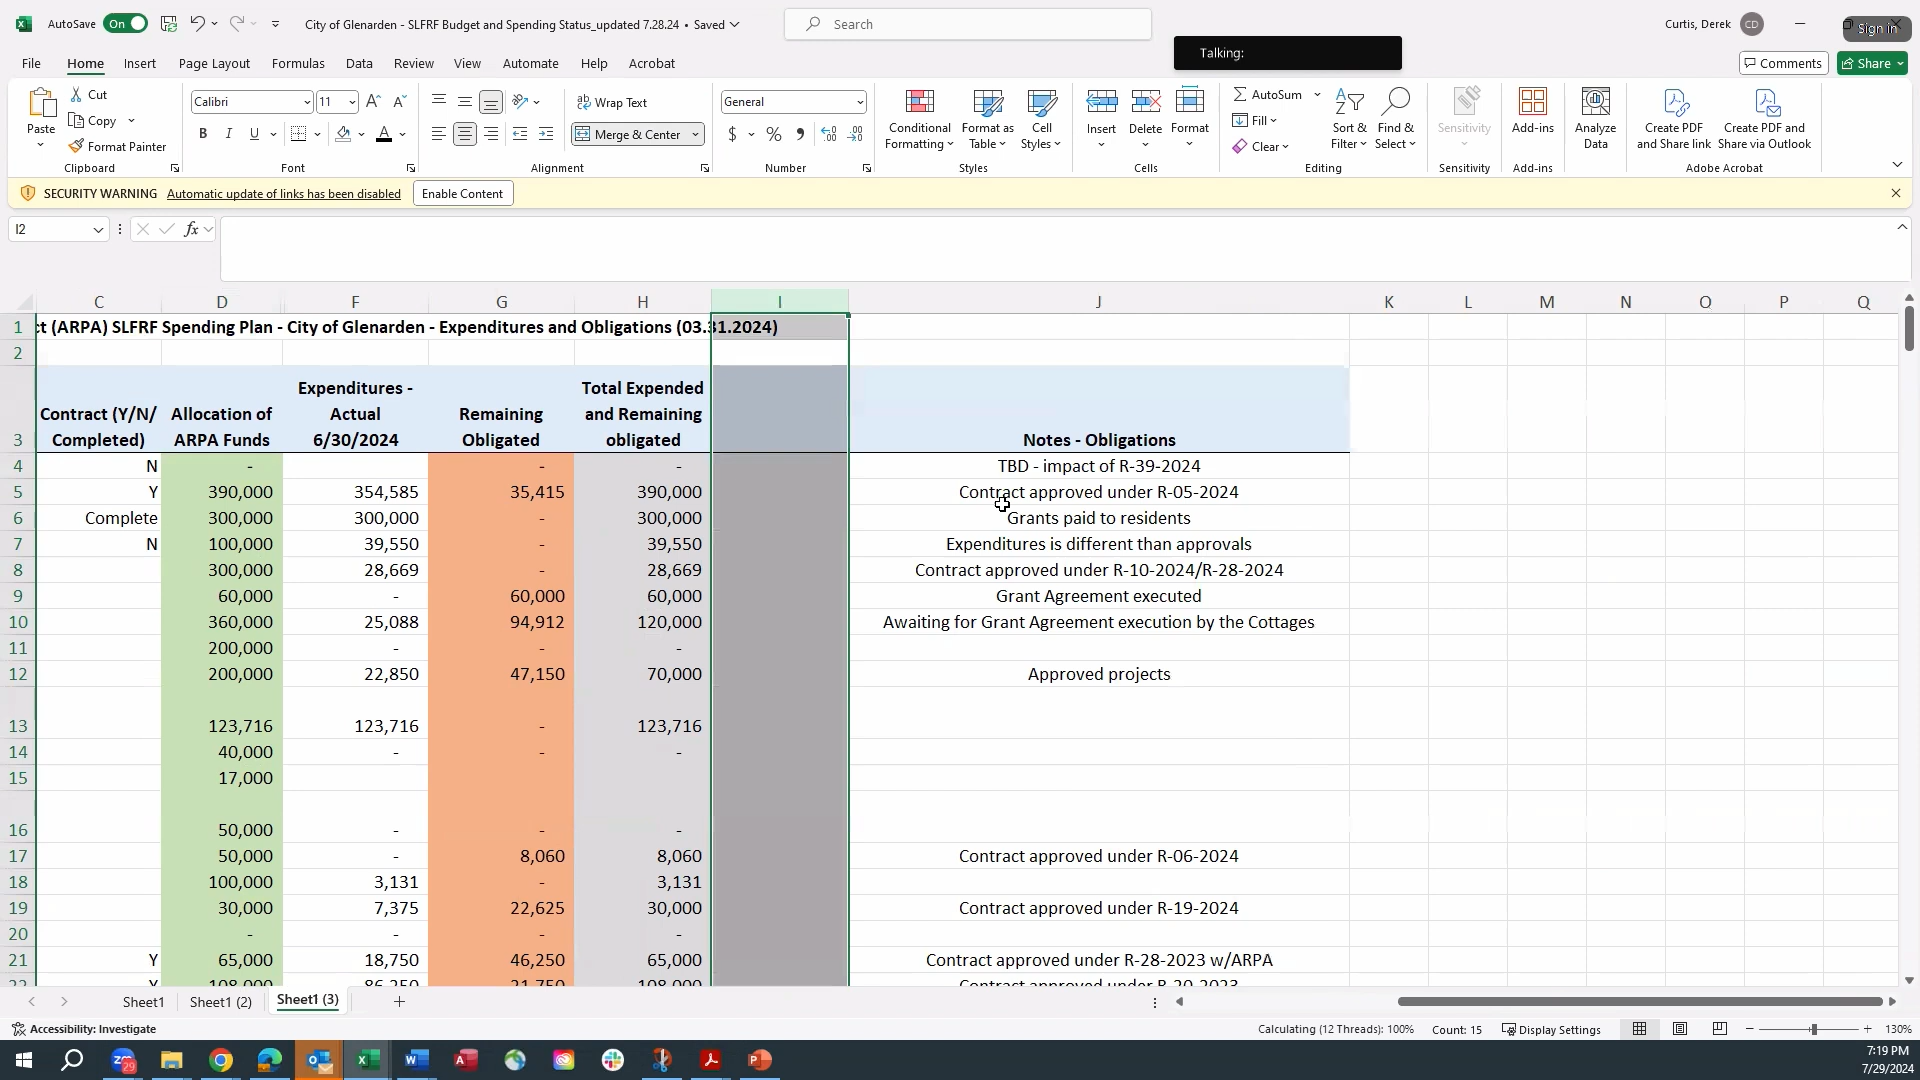 AutoSave On City of Glenarden - SLFRF Budget and Spending Status_updated 7.28.24 • Saved Search Curtis, Derek CD Sign in
Talking:
File Home Insert Page Layout Formulas Data Review View Automate Help Acrobat Comments Share
Paste Cut Copy Format Painter Clipboard
Calibri 11 A A B I U A Font
Wrap Text Merge & Center Alignment
General $ % , Number
Conditional Formatting Format as Table Cell Styles Styles
Insert Delete Format Cells
AutoSum Fill Clear Sort & Filter Find & Select Editing
Sensitivity Sensitivity
Add-ins Add-ins
Analyze Data
Create PDF and Share link Create PDF and Share via Outlook Adobe Acrobat
SECURITY WARNING Automatic update of links has been disabled Enable Content
I2 fx
C D F G H I J K L M N O P Q
1 ct (ARPA) SLFRF Spending Plan - City of Glenarden - Expenditures and Obligations (03.31.2024)
2
3 Contract (Y/N/ Completed) Allocation of ARPA Funds Expenditures - Actual 6/30/2024 Remaining Obligated Total Expended and Remaining obligated Notes - Obligations
4 N - - - TBD - impact of R-39-2024
5 Y 390,000 354,585 35,415 390,000 Contract approved under R-05-2024
6 Complete 300,000 300,000 - 300,000 Grants paid to residents
7 N 100,000 39,550 - 39,550 Expenditures is different than approvals
8 300,000 28,669 - 28,669 Contract approved under R-10-2024/R-28-2024
9 60,000 - 60,000 60,000 Grant Agreement executed
10 360,000 25,088 94,912 120,000 Awaiting for Grant Agreement execution by the Cottages
11 200,000 - - -
12 200,000 22,850 47,150 70,000 Approved projects
13 123,716 123,716 - 123,716
14 40,000 - - -
15 17,000
16 50,000 - - -
17 50,000 - 8,060 8,060 Contract approved under R-06-2024
18 100,000 3,131 - 3,131
19 30,000 7,375 22,625 30,000 Contract approved under R-19-2024
20 - - - -
21 Y 65,000 18,750 46,250 65,000 Contract approved under R-28-2023 w/ARPA
22 Y 108,000 86,250 21,750 108,000 Contract approved under R-20-2023
Sheet1 Sheet1 (2) Sheet1 (3) +
Accessibility: Investigate Calculating (12 Threads): 100% Count: 15 Display Settings 130%
29 7:19 PM
7/29/2024